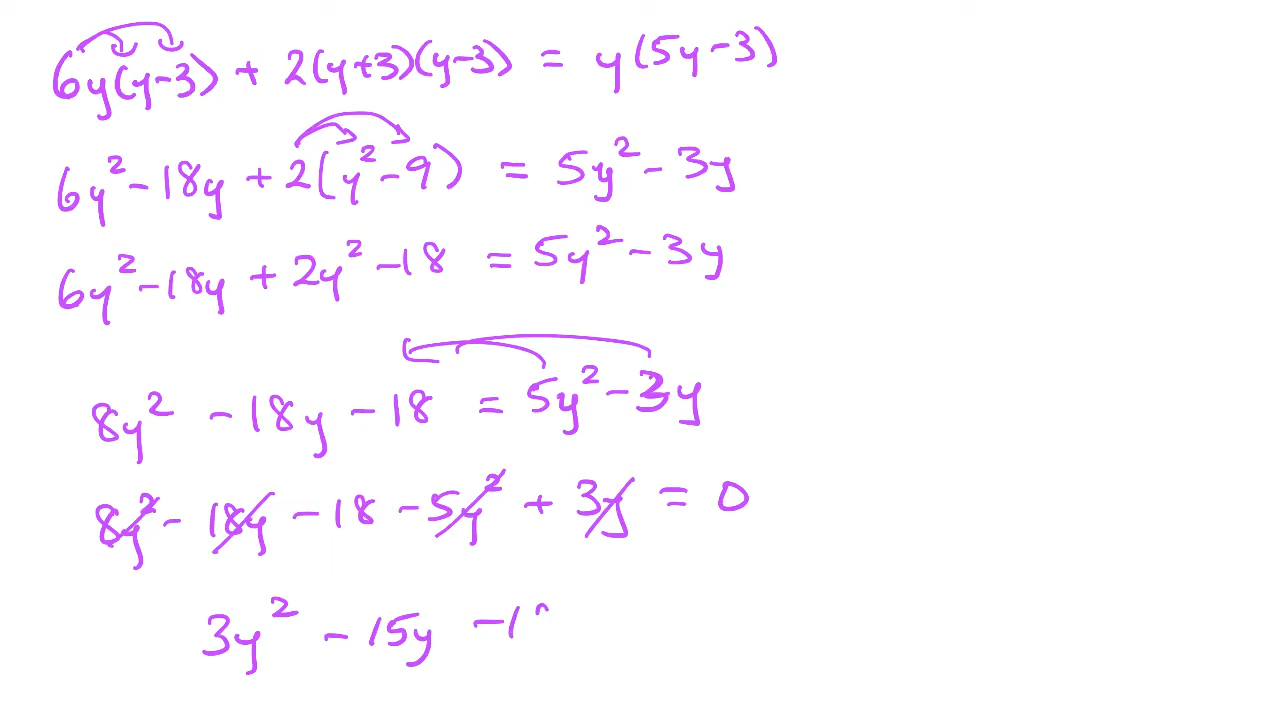 6y(y-3) + 2(y+3)(y-3) = y(5y-3)
6y² - 18y + 2(y² - 9) = 5y² - 3y
6y² - 18y + 2y² - 18 = 5y² - 3y
8y² - 18y - 18 = 5y² - 3y
8y² - 18y - 18 - 5y² + 3y = 0
3y² - 15y - 1